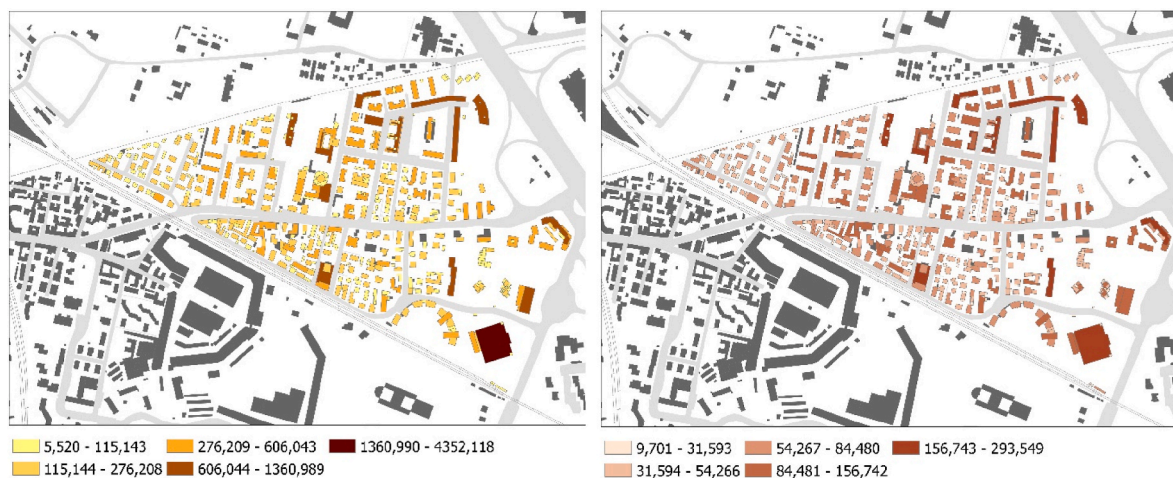 5,520 - 115,143
276,209 - 606,043
1360,990 - 4352,118
115,144 - 276,208
606,044 - 1360,989
9,701 - 31,593
54,267 - 84,480
156,743 - 293,549
31,594 - 54,266
84,481 - 156,742